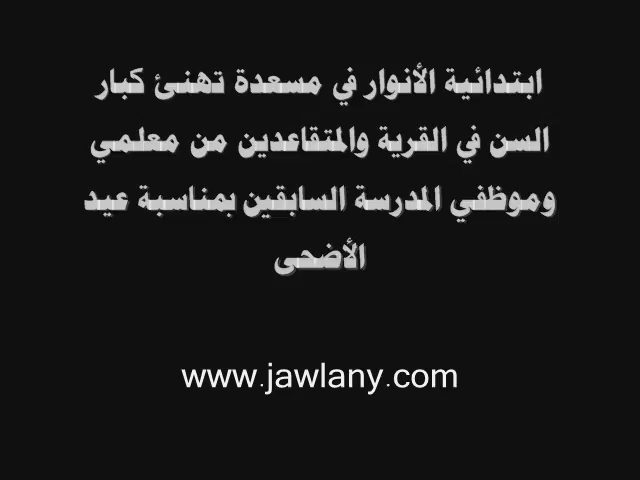 ابتدائية الأنوار في مسعدة تهنئ كبار
السن في القرية والمتقاعدين من معلمي
وموظفي المدرسة السابقين بمناسبة عيد
الأضحى
www.jawlany.com